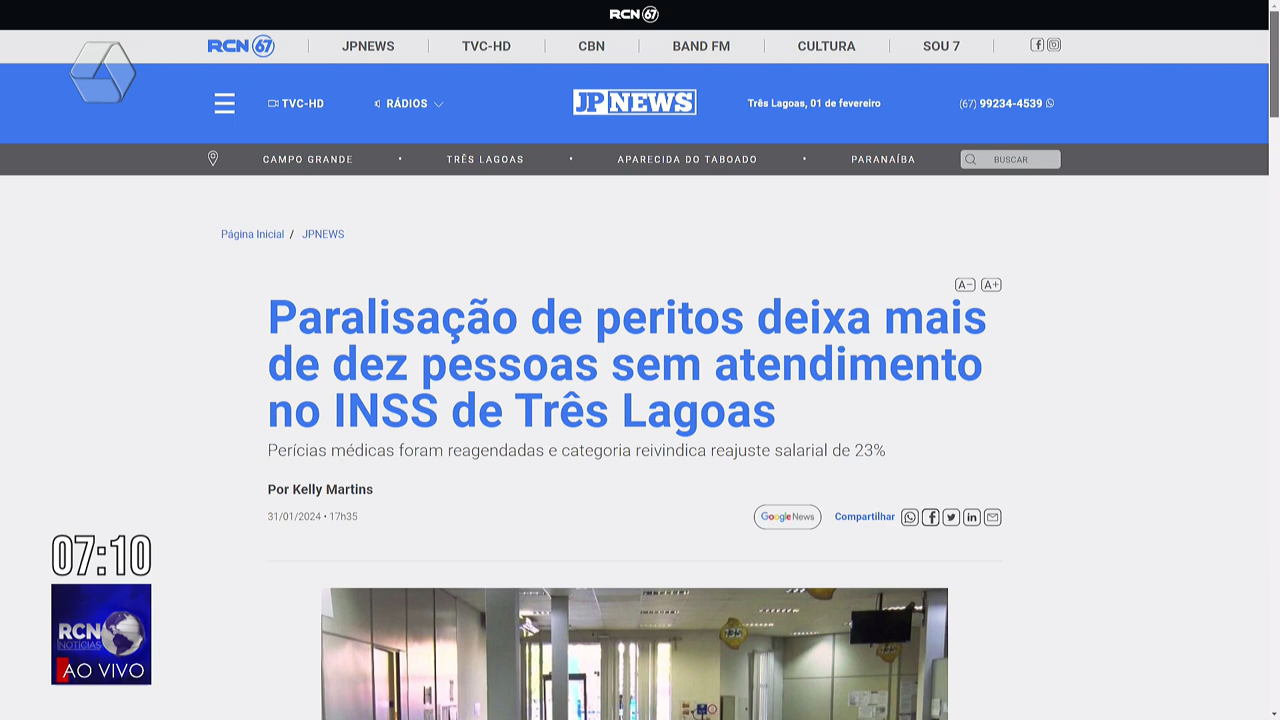 RCN 67
RCN 67 JPNEWS TVC-HD CBN BAND FM CULTURA SOU 7
TVC-HD RÁDIOS JPNEWS Três Lagoas, 01 de fevereiro (67) 99234-4539
CAMPO GRANDE • TRÊS LAGOAS • APARECIDA DO TABOADO • PARANAÍBA BUSCAR
Página Inicial / JPNEWS
A- A+
Paralisação de peritos deixa mais
de dez pessoas sem atendimento
no INSS de Três Lagoas
Perícias médicas foram reagendadas e categoria reivindica reajuste salarial de 23%
Por Kelly Martins
31/01/2024 • 17h35 Google News Compartilhar
07:10
RCN
NOTÍCIAS
AO VIVO